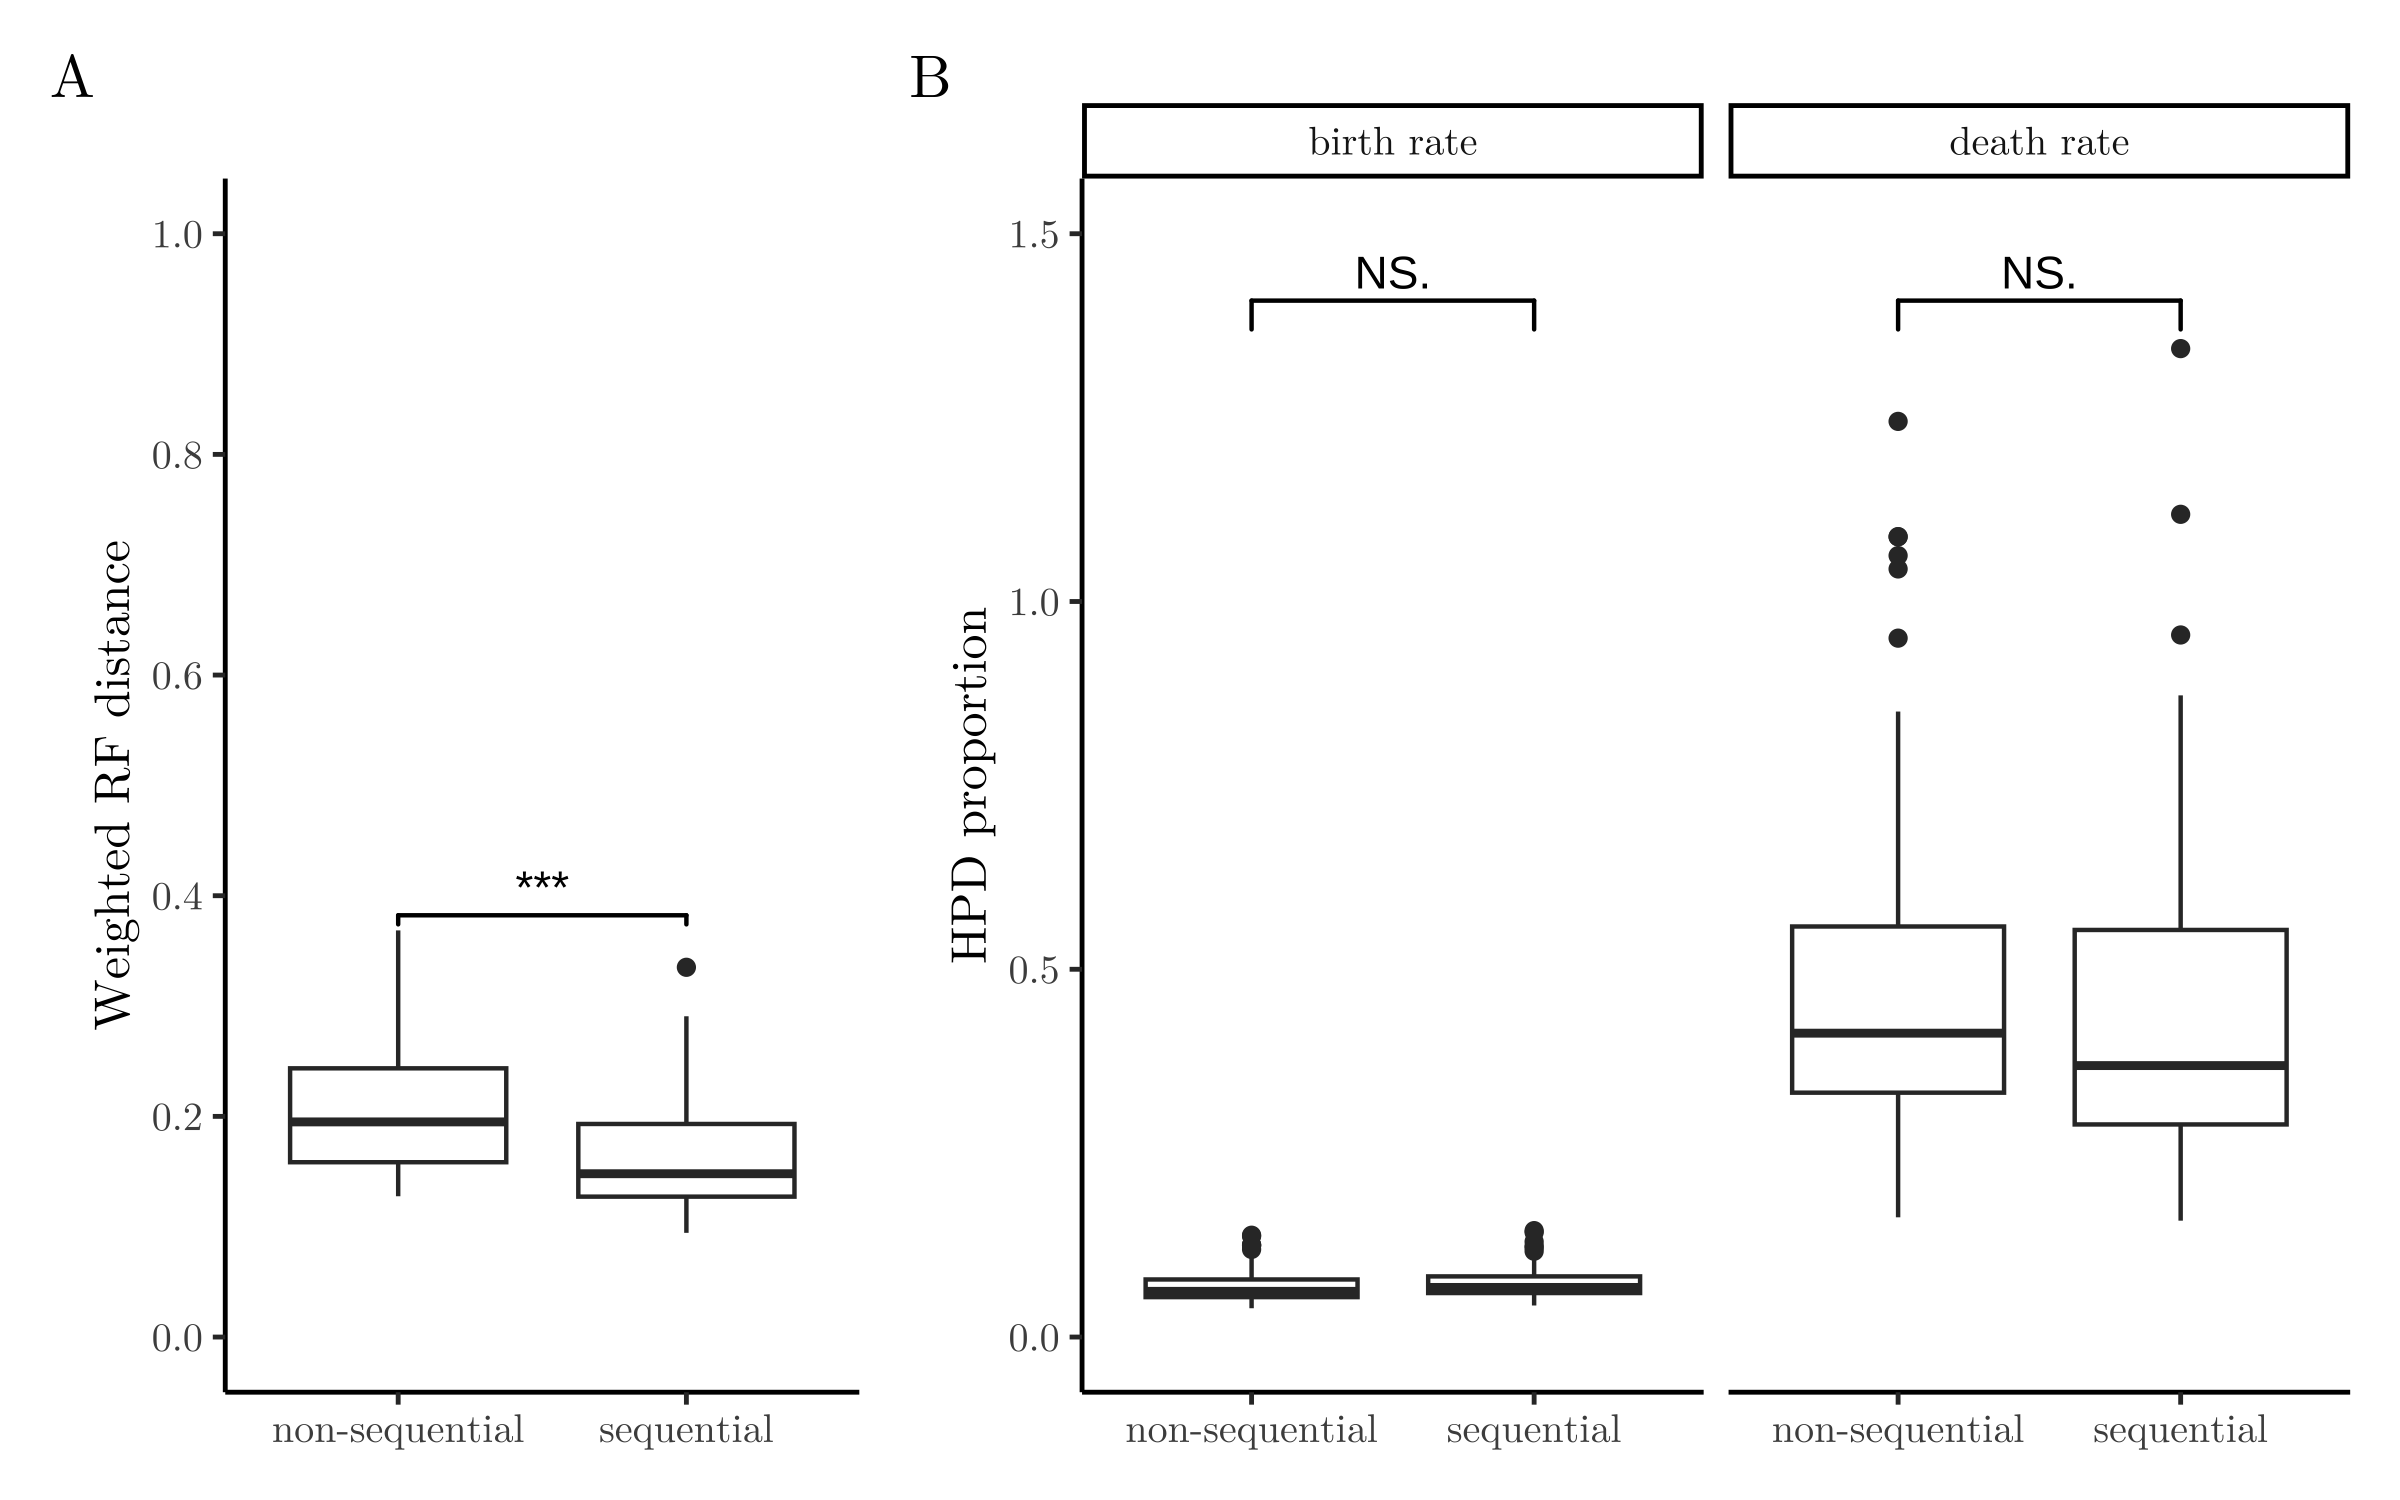 A
B
birth rate
death rate
Weighted RF distance
1.0
0.8
0.6
0.4
0.2
0.0
***
non-sequential
sequential
HPD proportion
1.5
1.0
0.5
0.0
NS.
NS.
non-sequential
sequential
non-sequential
sequential